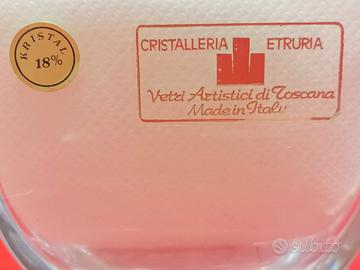 KRISTAL
18%
CRISTALLERIA ETRURIA
Vetri Artistici di Toscana
Made in Italy
subito